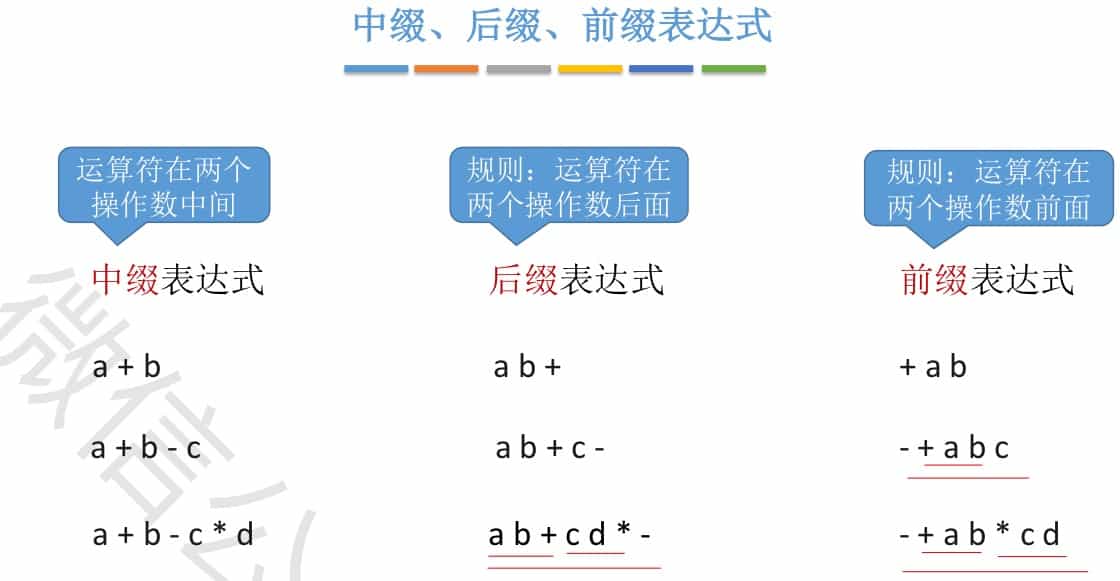 中缀、后缀、前缀表达式
运算符在两个
操作数中间
规则：运算符在
两个操作数后面
规则：运算符在
两个操作数前面
中缀表达式
后缀表达式
前缀表达式
a + b
a b +
+ a b
a + b - c
a b + c -
- + a b c
a + b - c * d
a b + c d * -
- + a b * c d
微信公